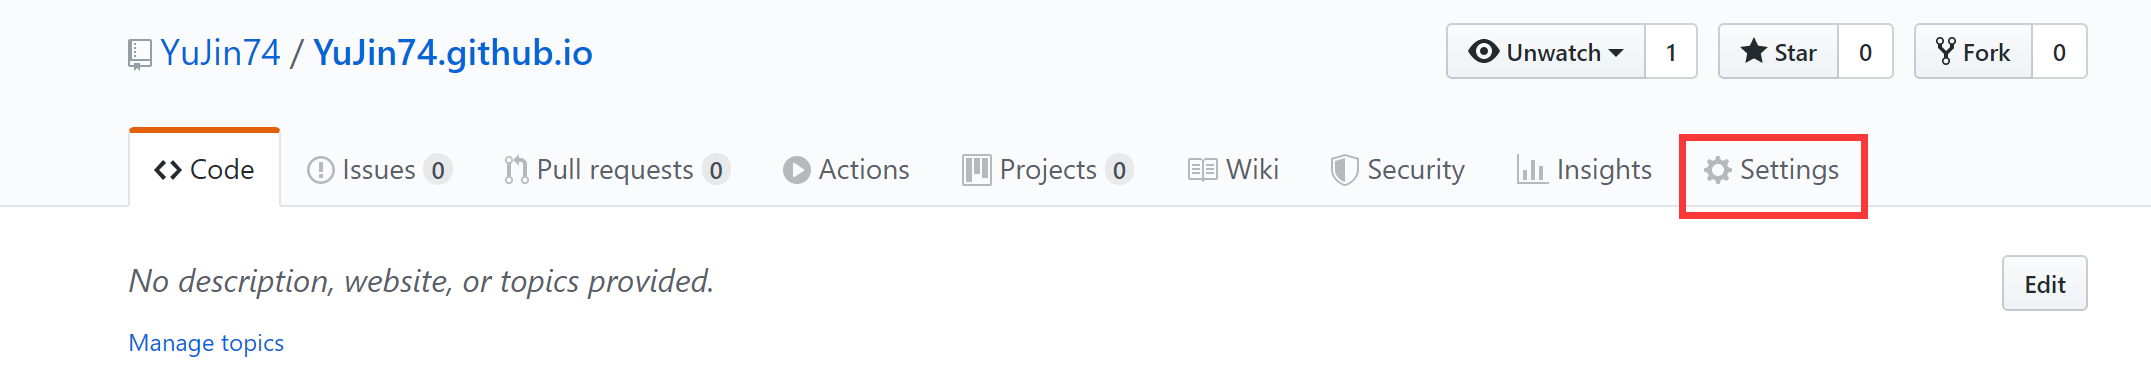 YuJin74 / YuJin74.github.io Unwatch 1 Star 0 Fork 0
Code Issues 0 Pull requests 0 Actions Projects 0 Wiki Security Insights Settings
No description, website, or topics provided. Edit
Manage topics